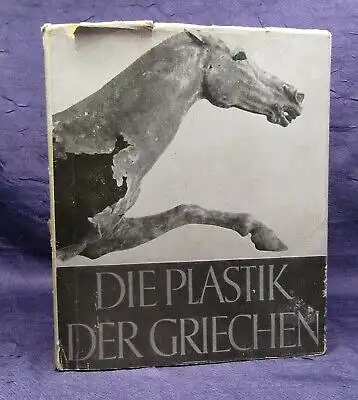 DIE PLASTIK
DER GRIECHEN